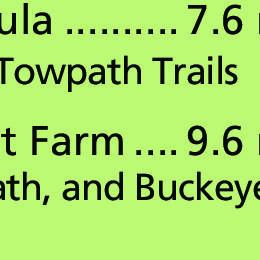 ula .......... 7.6
Towpath Trails
t Farm .... 9.6
ath, and Buckeye